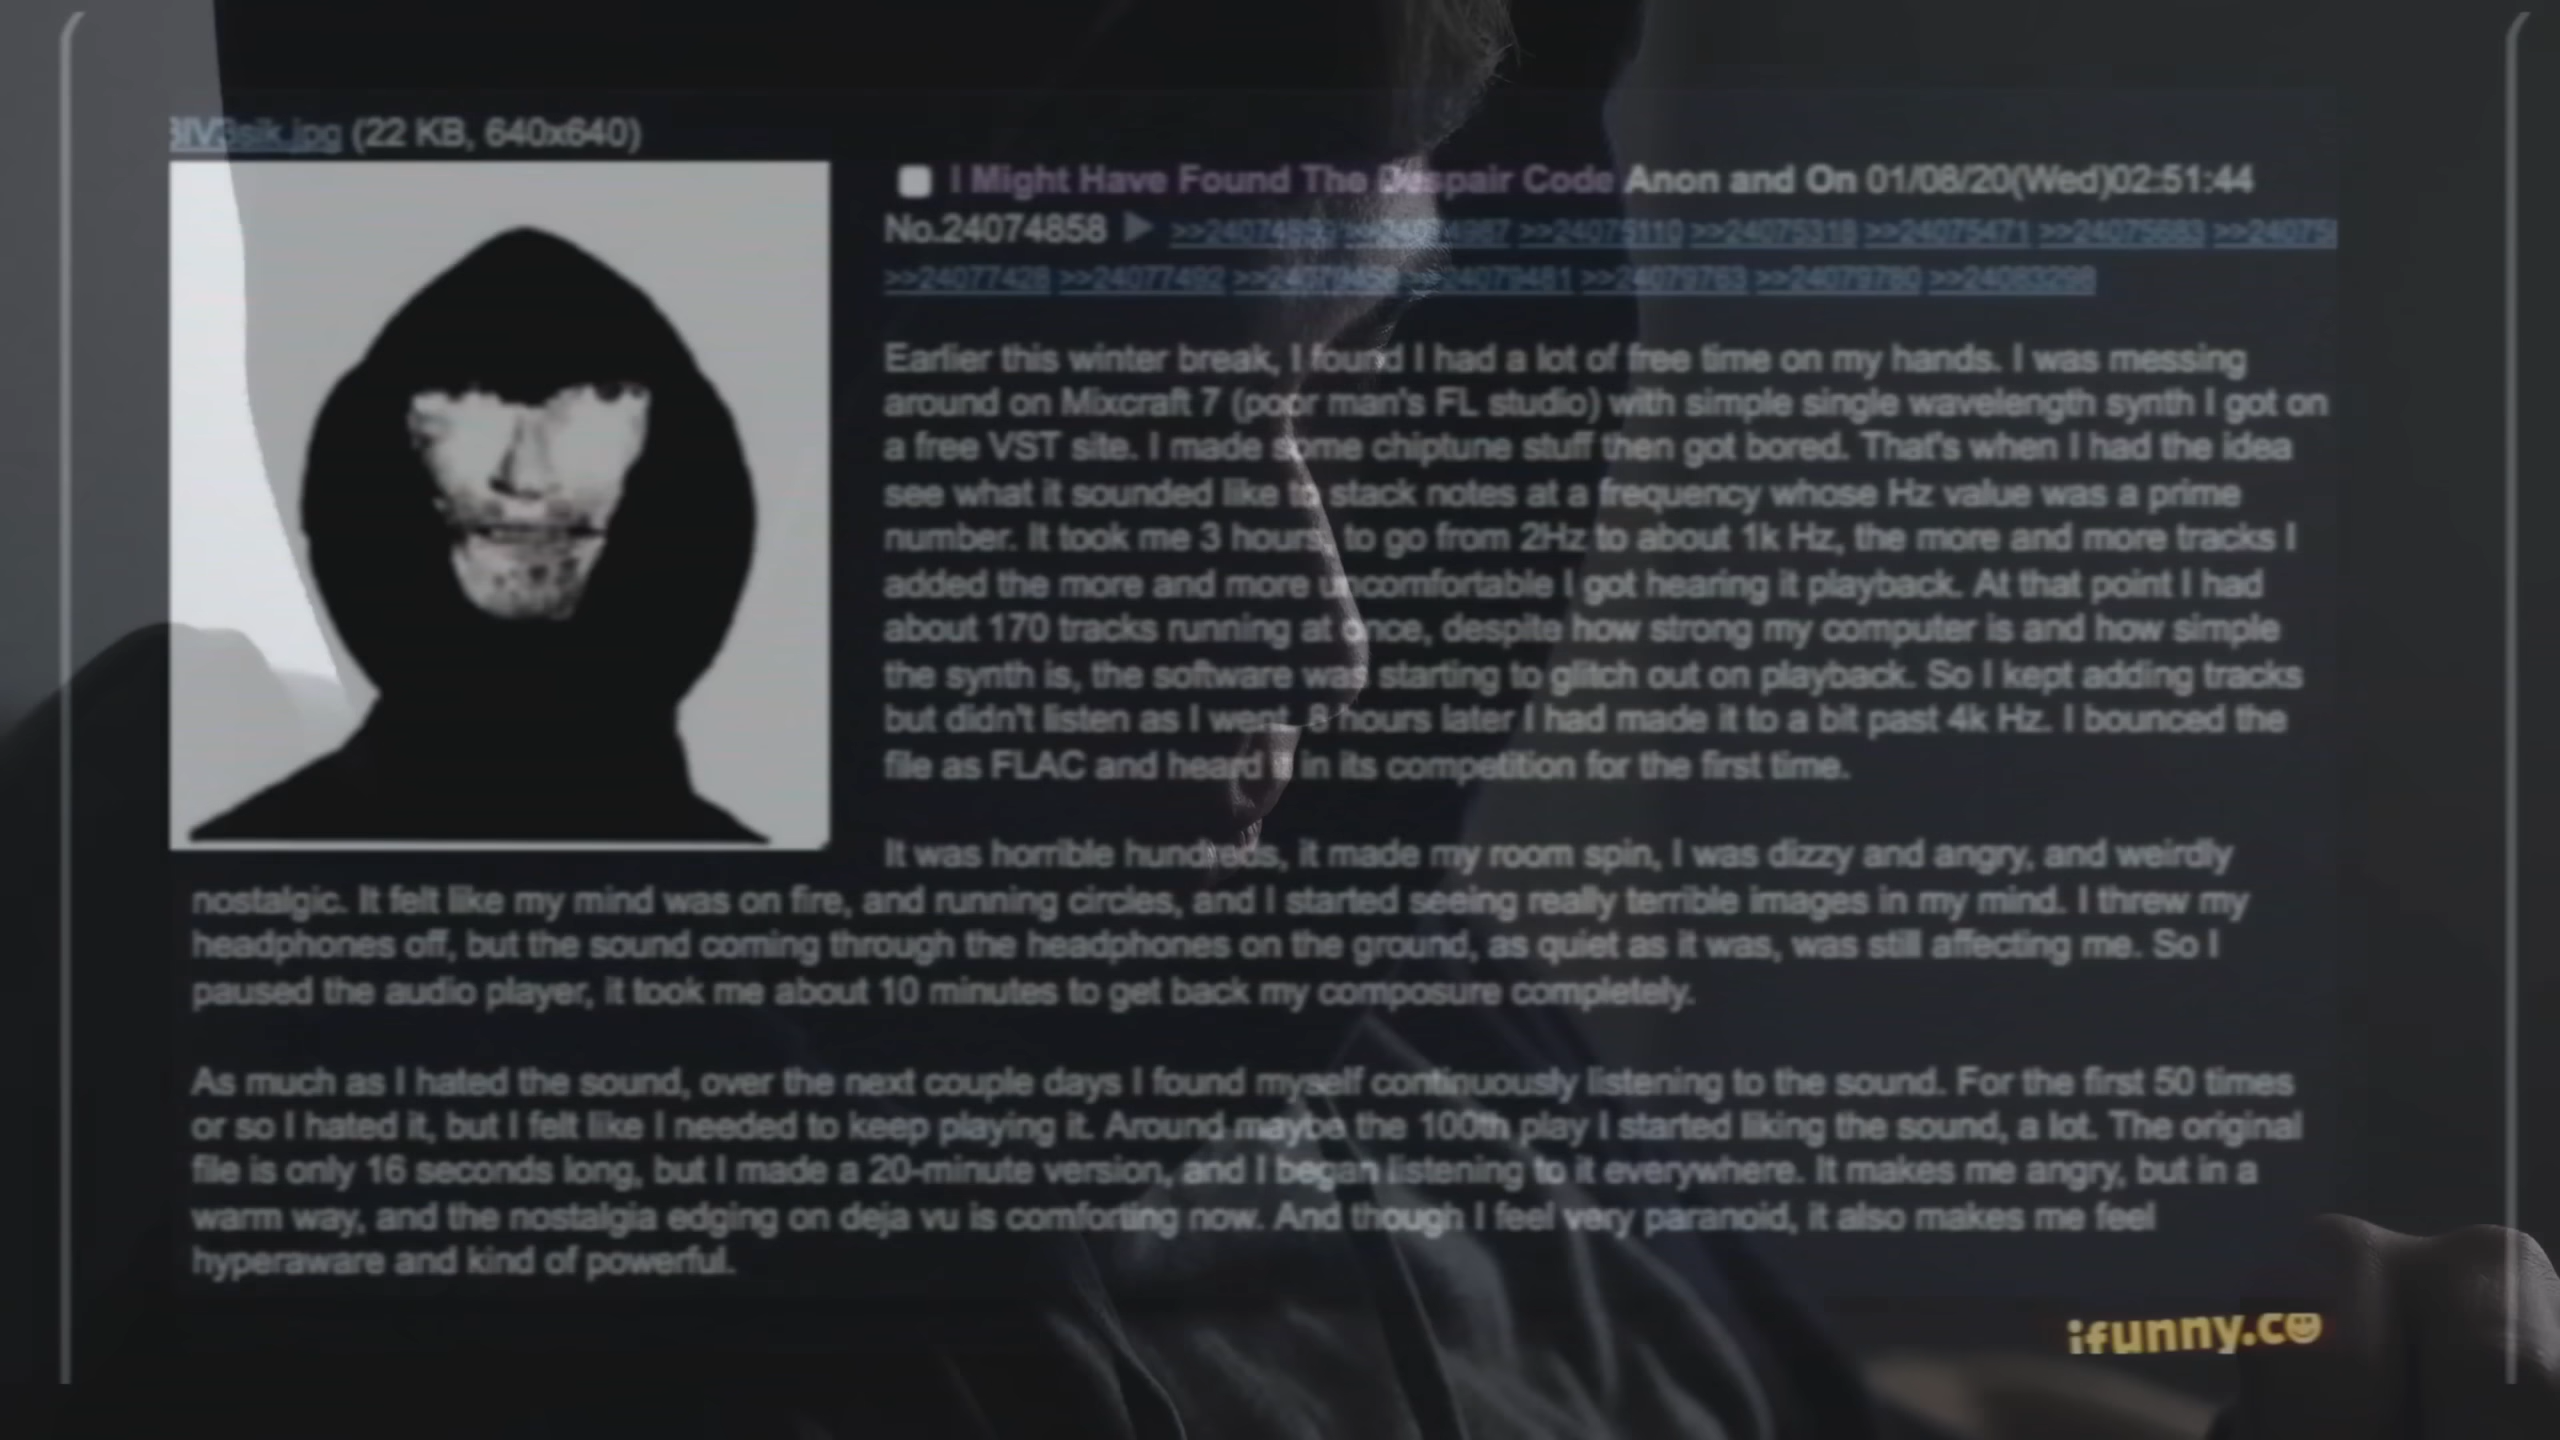 (22 KB, 640x640)
I Might Have Found The Despair Code Anon and On 01/08/20(Wed)02:51:44
No.24074858 ▶ >>24075110 >>24075318 >>24075471 >>24075683
>>24077428 >>24077492 >>24079481 >>24079763 >>24079780 >>24083298
Earlier this winter break, I found I had a lot of free time on my hands. I was messing
around on Mixcraft 7 (poor man's FL studio) with simple single wavelength synth I got on
a free VST site. I made some chiptune stuff then got bored. That's when I had the idea
see what it sounded like to stack notes at a frequency whose Hz value was a prime
number. It took me 3 hours, to go from 2Hz to about 1k Hz, the more and more tracks I
added the more and more uncomfortable I got hearing it playback. At that point I had
about 170 tracks running at once, despite how strong my computer is and how simple
the synth is, the software was starting to glitch out on playback. So I kept adding tracks
but didn't listen as I went. 8 hours later I had made it to a bit past 4k Hz. I bounced the
file as FLAC and heard it in its competition for the first time.
It was horrible hundreds, it made my room spin, I was dizzy and angry, and weirdly
nostalgic. It felt like my mind was on fire, and running circles, and I started seeing really terrible images in my mind. I threw my
headphones off, but the sound coming through the headphones on the ground, as quiet as it was, was still affecting me. So I
paused the audio player, it took me about 10 minutes to get back my composure completely.
As much as I hated the sound, over the next couple days I found myself continuously listening to the sound. For the first 50 times
or so I hated it, but I felt like I needed to keep playing it. Around maybe the 100th play I started liking the sound, a lot. The original
file is only 16 seconds long, but I made a 20-minute version, and I began listening to it everywhere. It makes me angry, but in a
warm way, and the nostalgia edging on deja vu is comforting now. And though I feel very paranoid, it also makes me feel
hyperaware and kind of powerful.
ifunny.co